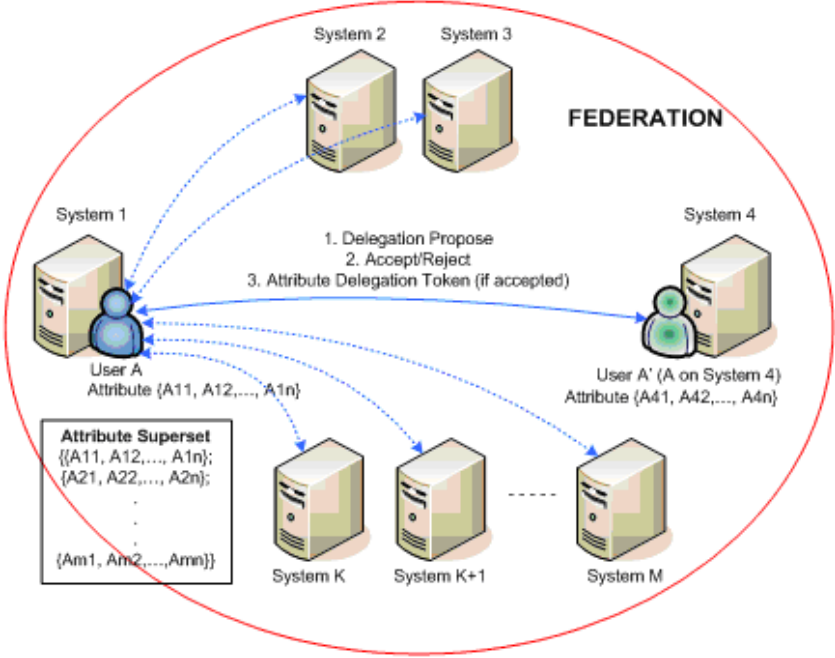 System 2
System 3
FEDERATION
System 1
System 4
1. Delegation Propose
2. Accept/Reject
3. Attribute Delegation Token (if accepted)
User A
Attribute {A11, A12,..., A1n}
User A' (A on System 4)
Attribute {A41, A42,..., A4n}
Attribute Superset
{{A11, A12,..., A1n};
{A21, A22,..., A2n};
.
.
.
{Am1, Am2,...,Amn}}
System K
System K+1
System M